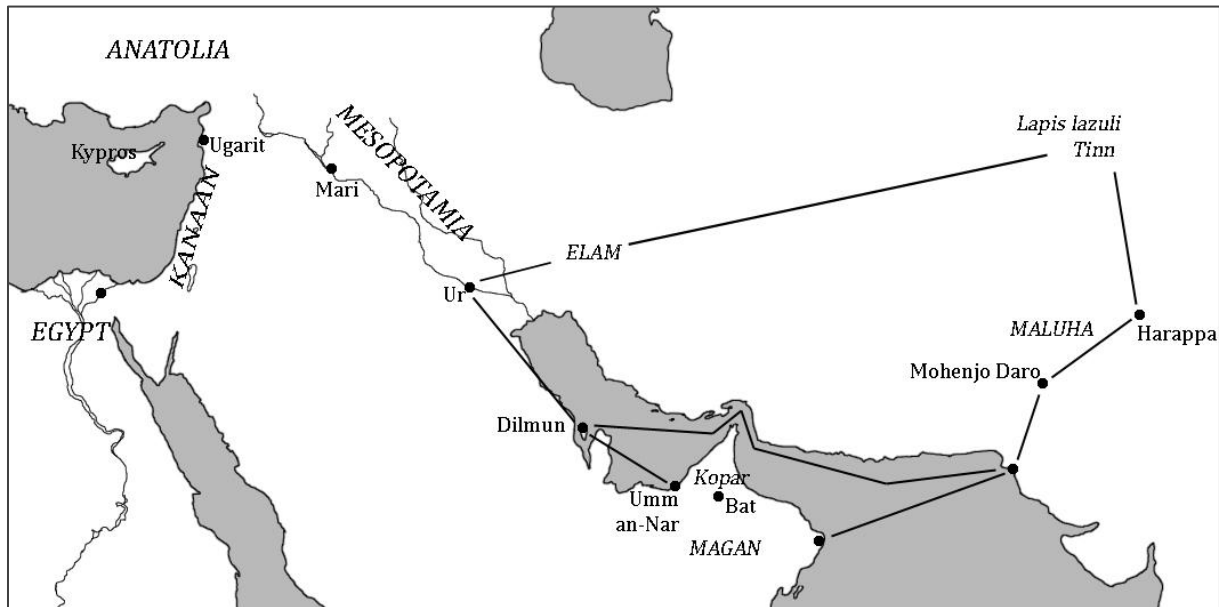 ANATOLIA
MESOPOTAMIA
Lapis lazuli
Tinn
Kypros
Ugarit
Mari
KANAAN
ELAM
Ur
EGYPT
MALUHA
Harappa
Mohenjo Daro
Dilmun
Kopar
Umm
an-Nar
Bat
MAGAN